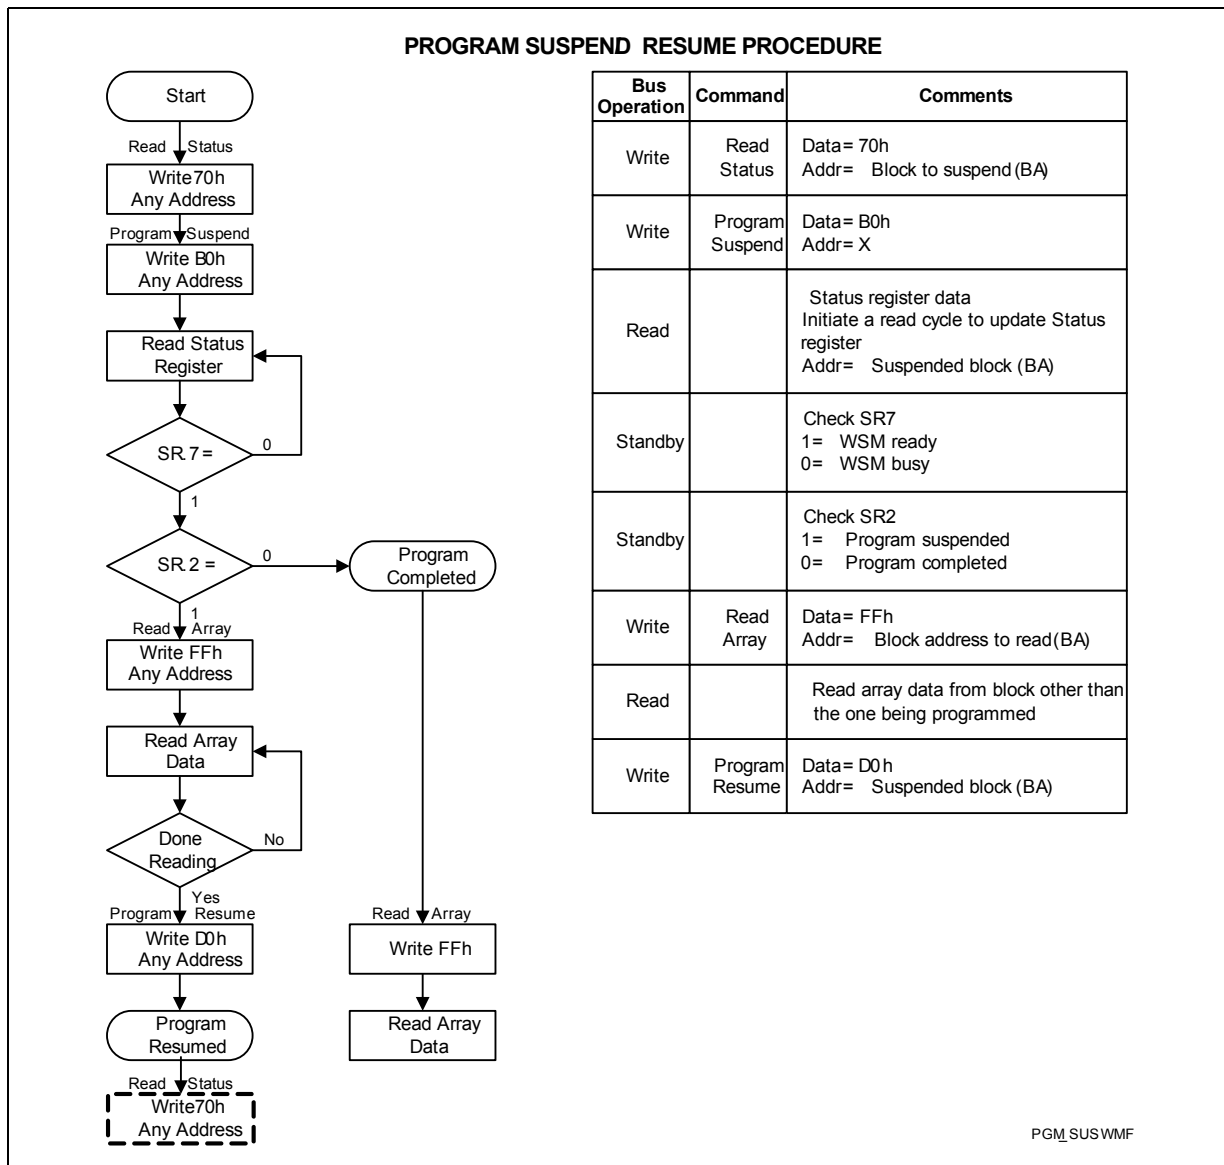 PROGRAM SUSPEND RESUME PROCEDURE
Start
Read Status
Write70h
Any Address
Program Suspend
Write B0h
Any Address
Read Status
Register
SR.7 =
0
1
SR.2 =
0
Program
Completed
1
Read Array
Write FFh
Any Address
Read Array
Data
Done
Reading
No
Yes
Program Resume
Write D0h
Any Address
Program
Resumed
Read Status
Write70h
Any Address
Read Array
Write FFh
Read Array
Data
Bus
Operation
Command
Comments
Write
Read
Status
Data= 70h
Addr= Block to suspend (BA)
Write
Program
Suspend
Data= B0h
Addr= X
Read
Status register data
Initiate a read cycle to update Status
register
Addr= Suspended block (BA)
Standby
Check SR7
1= WSM ready
0= WSM busy
Standby
Check SR2
1= Program suspended
0= Program completed
Write
Read
Array
Data= FFh
Addr= Block address to read (BA)
Read
Read array data from block other than
the one being programmed
Write
Program
Resume
Data= D0h
Addr= Suspended block (BA)
PGM_SUSWMF